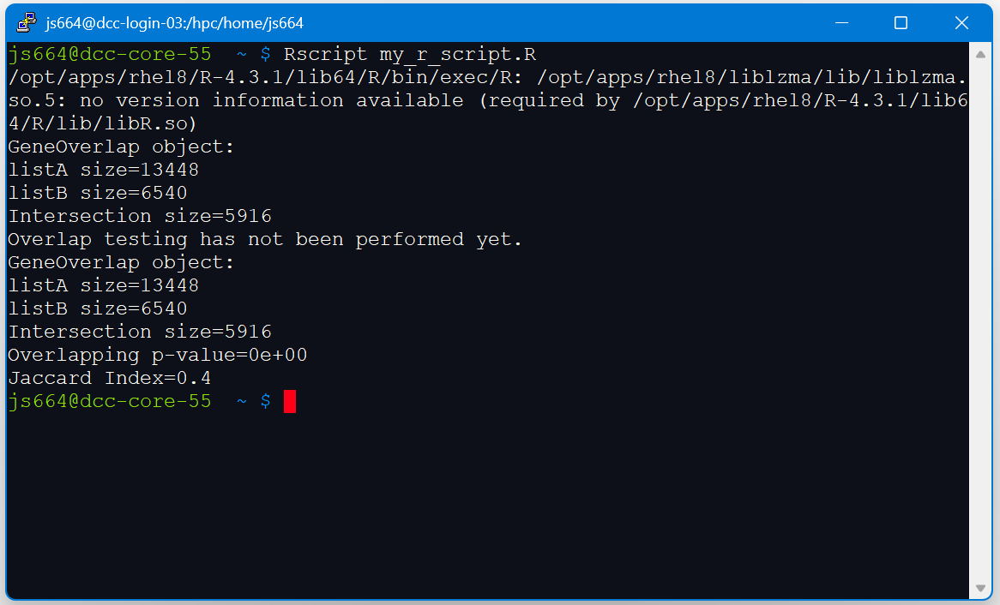 js664@dcc-login-03:/hpc/home/js664
js664@dcc-core-55  ~ $ Rscript my_r_script.R
/opt/apps/rhel8/R-4.3.1/lib64/R/bin/exec/R: /opt/apps/rhel8/liblzma/lib/liblzma.
so.5: no version information available (required by /opt/apps/rhel8/R-4.3.1/lib6
4/R/lib/libR.so)
GeneOverlap object:
listA size=13448
listB size=6540
Intersection size=5916
Overlap testing has not been performed yet.
GeneOverlap object:
listA size=13448
listB size=6540
Intersection size=5916
Overlapping p-value=0e+00
Jaccard Index=0.4
js664@dcc-core-55  ~ $